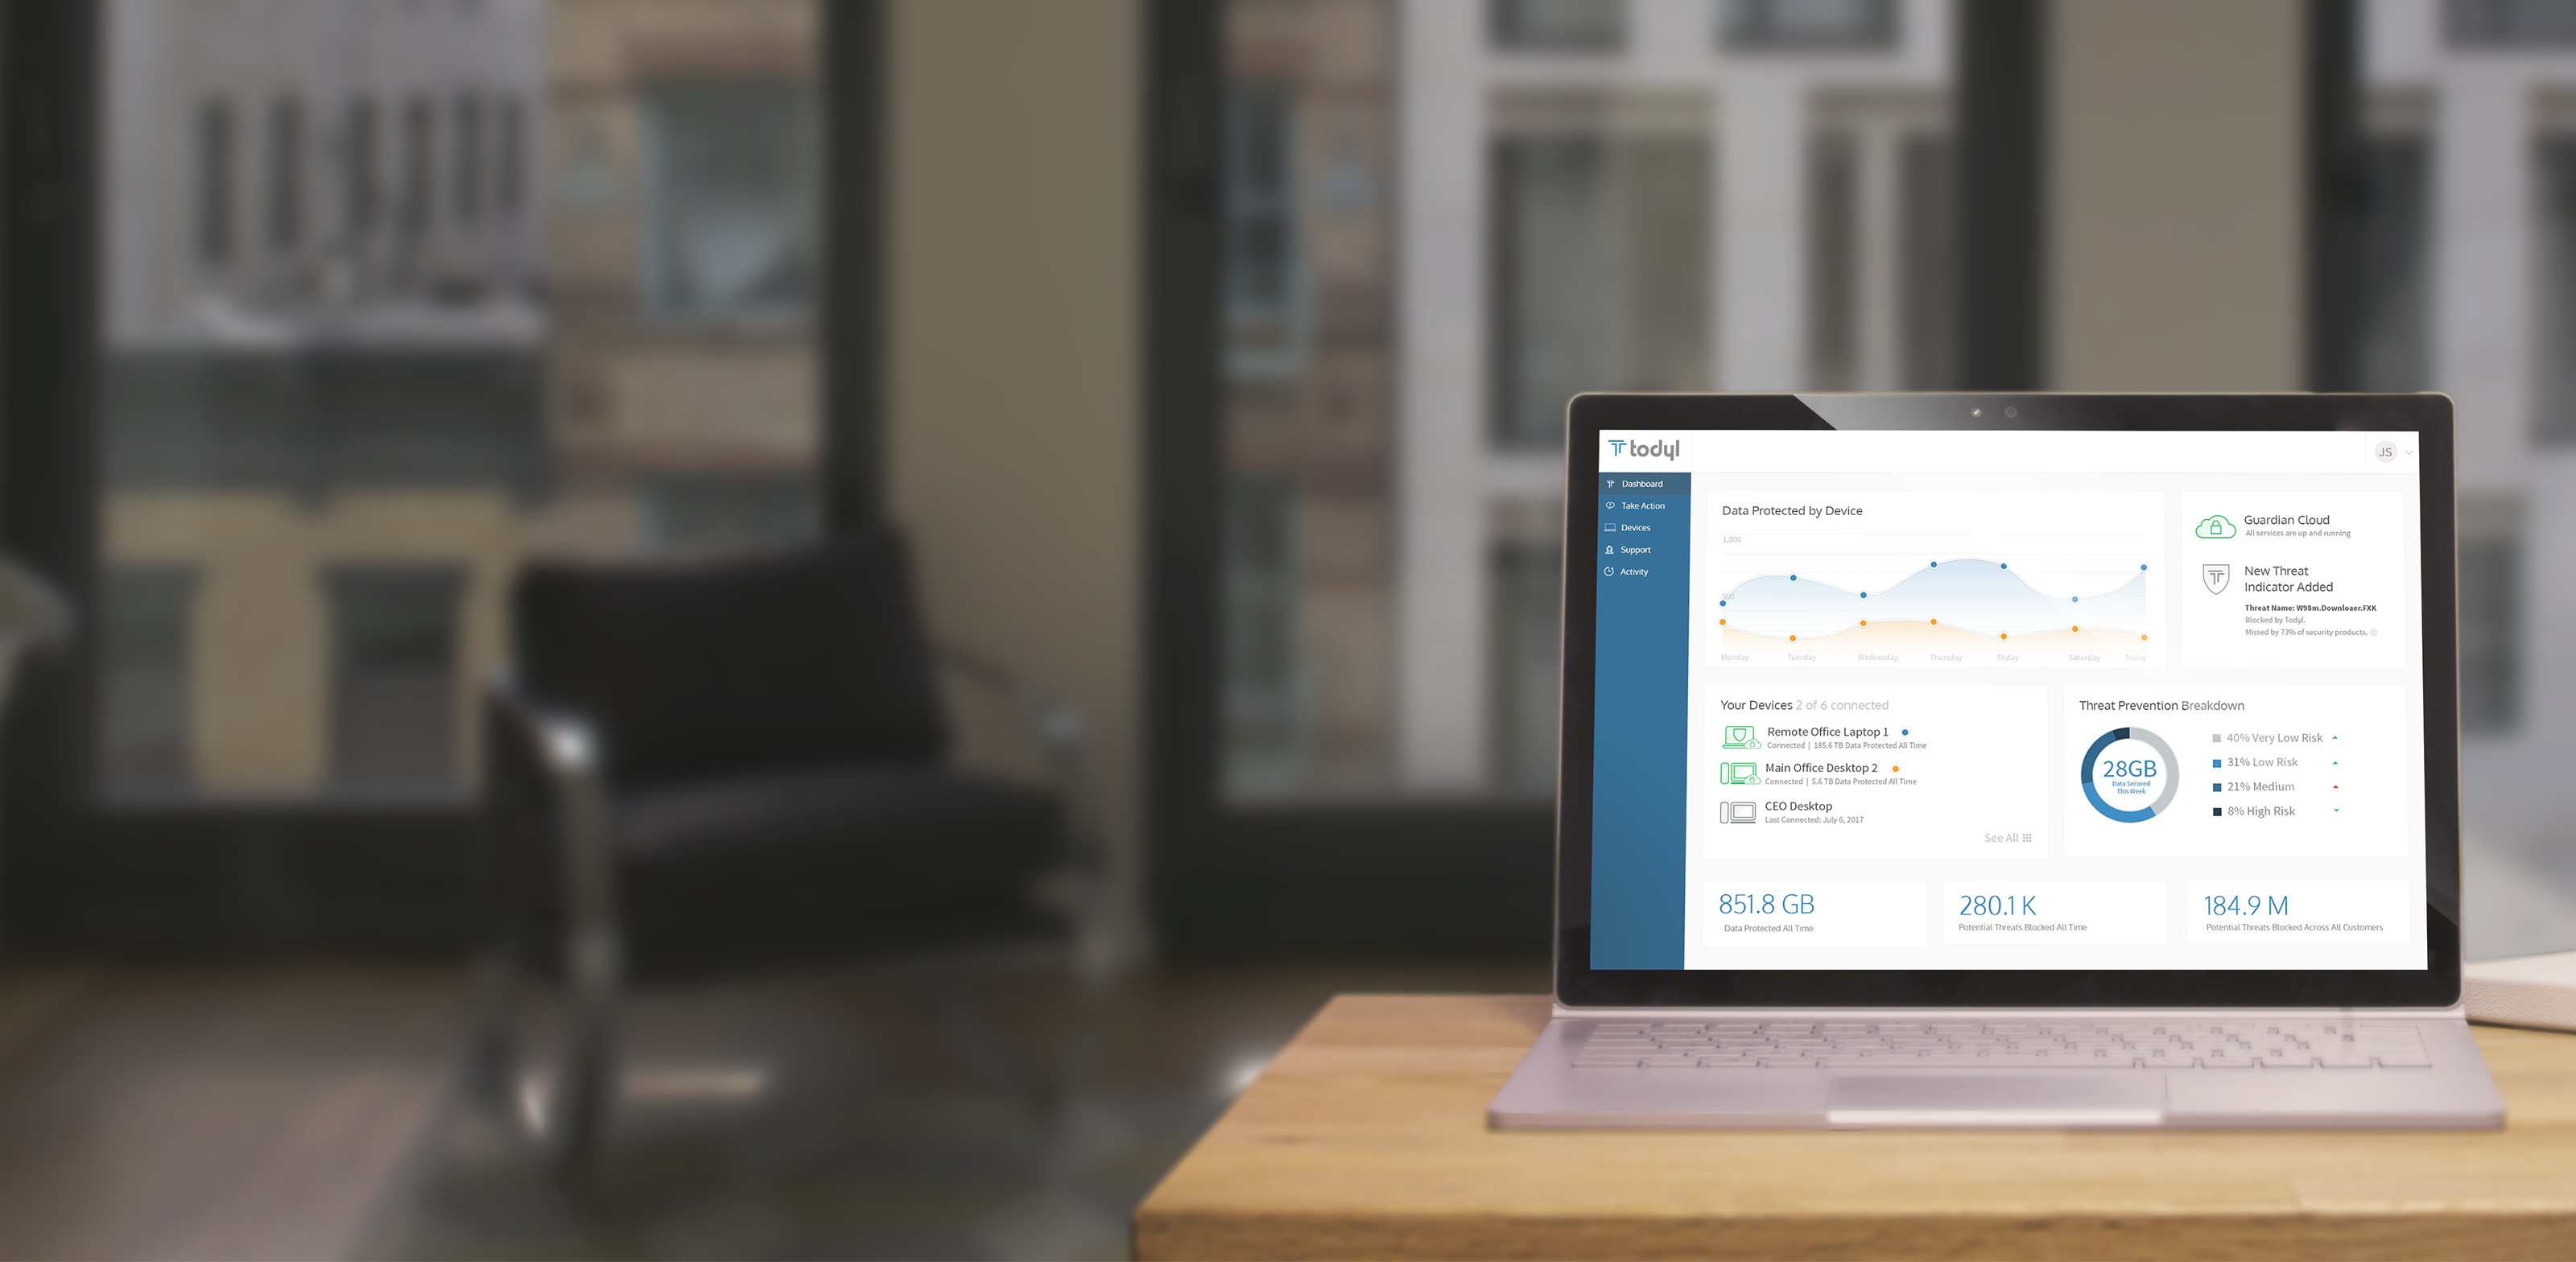 todyl
JS
Dashboard
Take Action
Devices
Support
Activity
Data Protected by Device
1,000
500
Monday Tuesday Wednesday Thursday Friday Saturday Today
Guardian Cloud
All services are up and running
New Threat
Indicator Added
Threat Name: W98m.Downloaer.FXK
Blocked by Todyl.
Missed by 73% of security products.
Your Devices 2 of 6 connected
Remote Office Laptop 1
Connected | 185.6 TB Data Protected All Time
Main Office Desktop 2
Connected | 5.6 TB Data Protected All Time
CEO Desktop
Last Connected: July 6, 2017
See All
Threat Prevention Breakdown
28GB
Data Secured
This Week
40% Very Low Risk
31% Low Risk
21% Medium
8% High Risk
851.8 GB
Data Protected All Time
280.1 K
Potential Threats Blocked All Time
184.9 M
Potential Threats Blocked Across All Customers